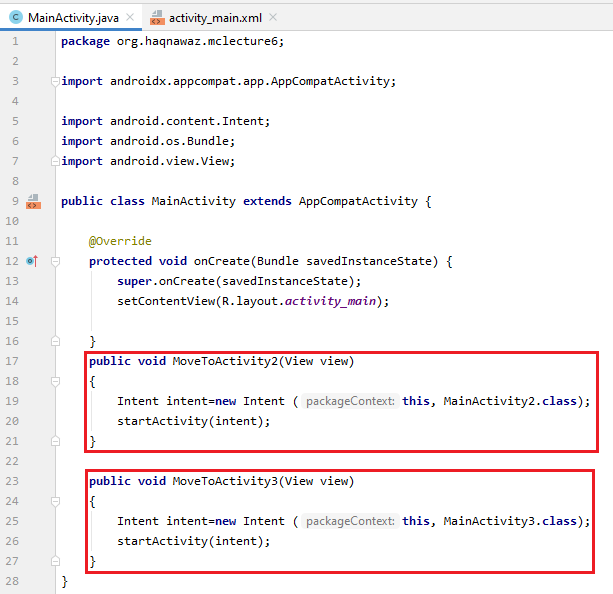 MainActivity.java activity_main.xml
1 package org.haqnawaz.mclecture6;
2
3 import androidx.appcompat.app.AppCompatActivity;
4
5 import android.content.Intent;
6 import android.os.Bundle;
7 import android.view.View;
8
9 public class MainActivity extends AppCompatActivity {
10
11 @Override
12 protected void onCreate(Bundle savedInstanceState) {
13 super.onCreate(savedInstanceState);
14 setContentView(R.layout.activity_main);
15
16 }
17 public void MoveToActivity2(View view)
18 {
19 Intent intent=new Intent ( packageContext: this, MainActivity2.class);
20 startActivity(intent);
21 }
22
23 public void MoveToActivity3(View view)
24 {
25 Intent intent=new Intent ( packageContext: this, MainActivity3.class);
26 startActivity(intent);
27 }
28 }